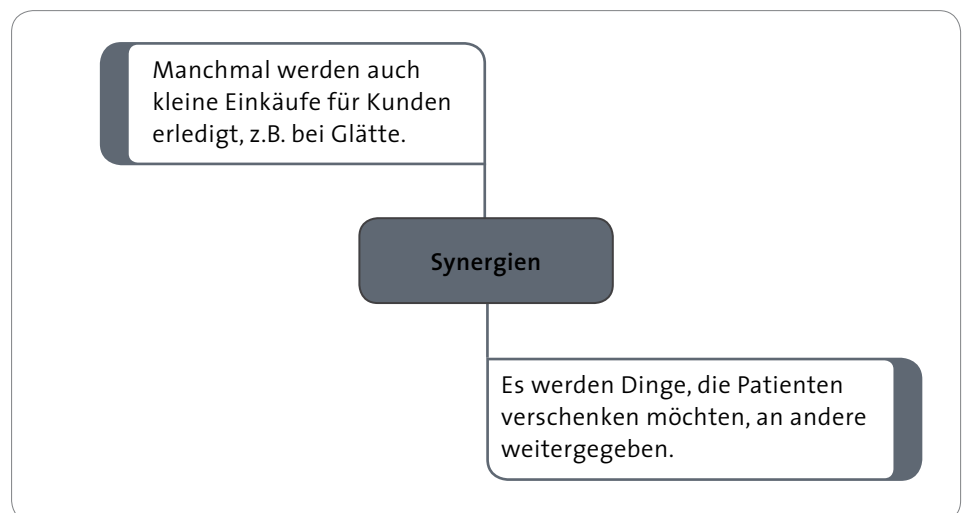 Manchmal werden auch
kleine Einkäufe für Kunden
erledigt, z.B. bei Glätte.
Synergien
Es werden Dinge, die Patienten
verschenken möchten, an andere
weitergegeben.